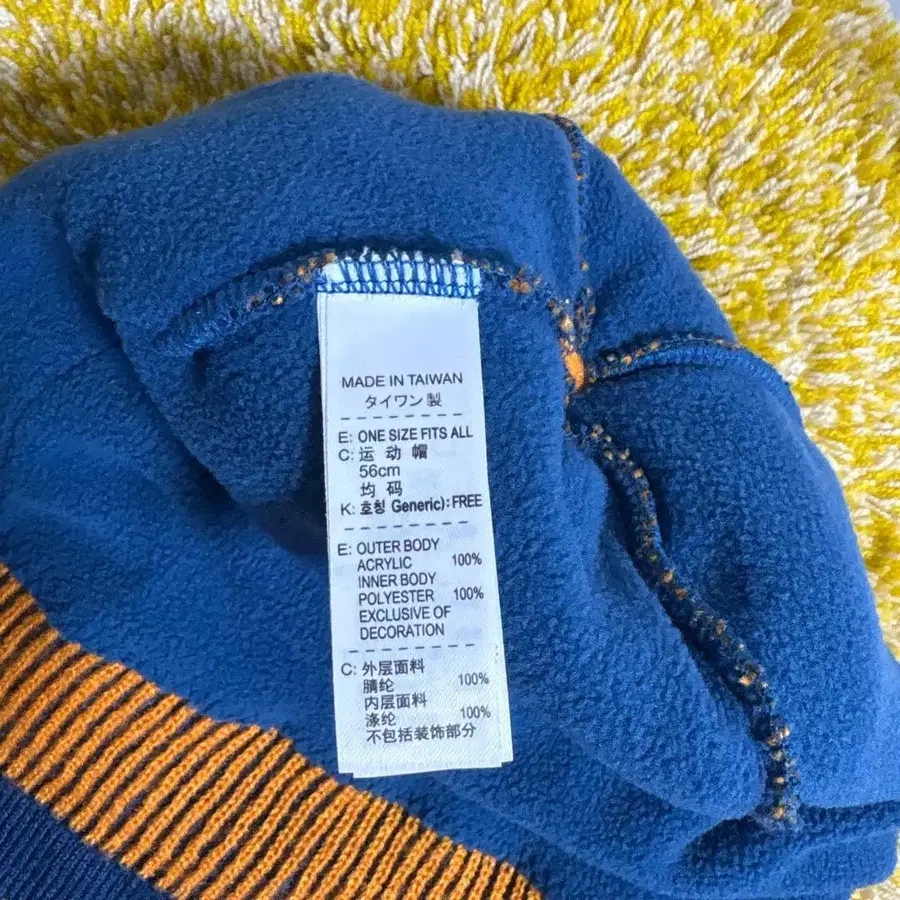 MADE IN TAIWAN
タイワン製
E: ONE SIZE FITS ALL
C: 运 动 帽
56cm
均 码
K: 호칭 Generic): FREE
E: OUTER BODY
ACRYLIC 100%
INNER BODY
POLYESTER 100%
EXCLUSIVE OF
DECORATION
C: 外层面料
腈纶 100%
内层面料
涤纶 100%
不包括装饰部分